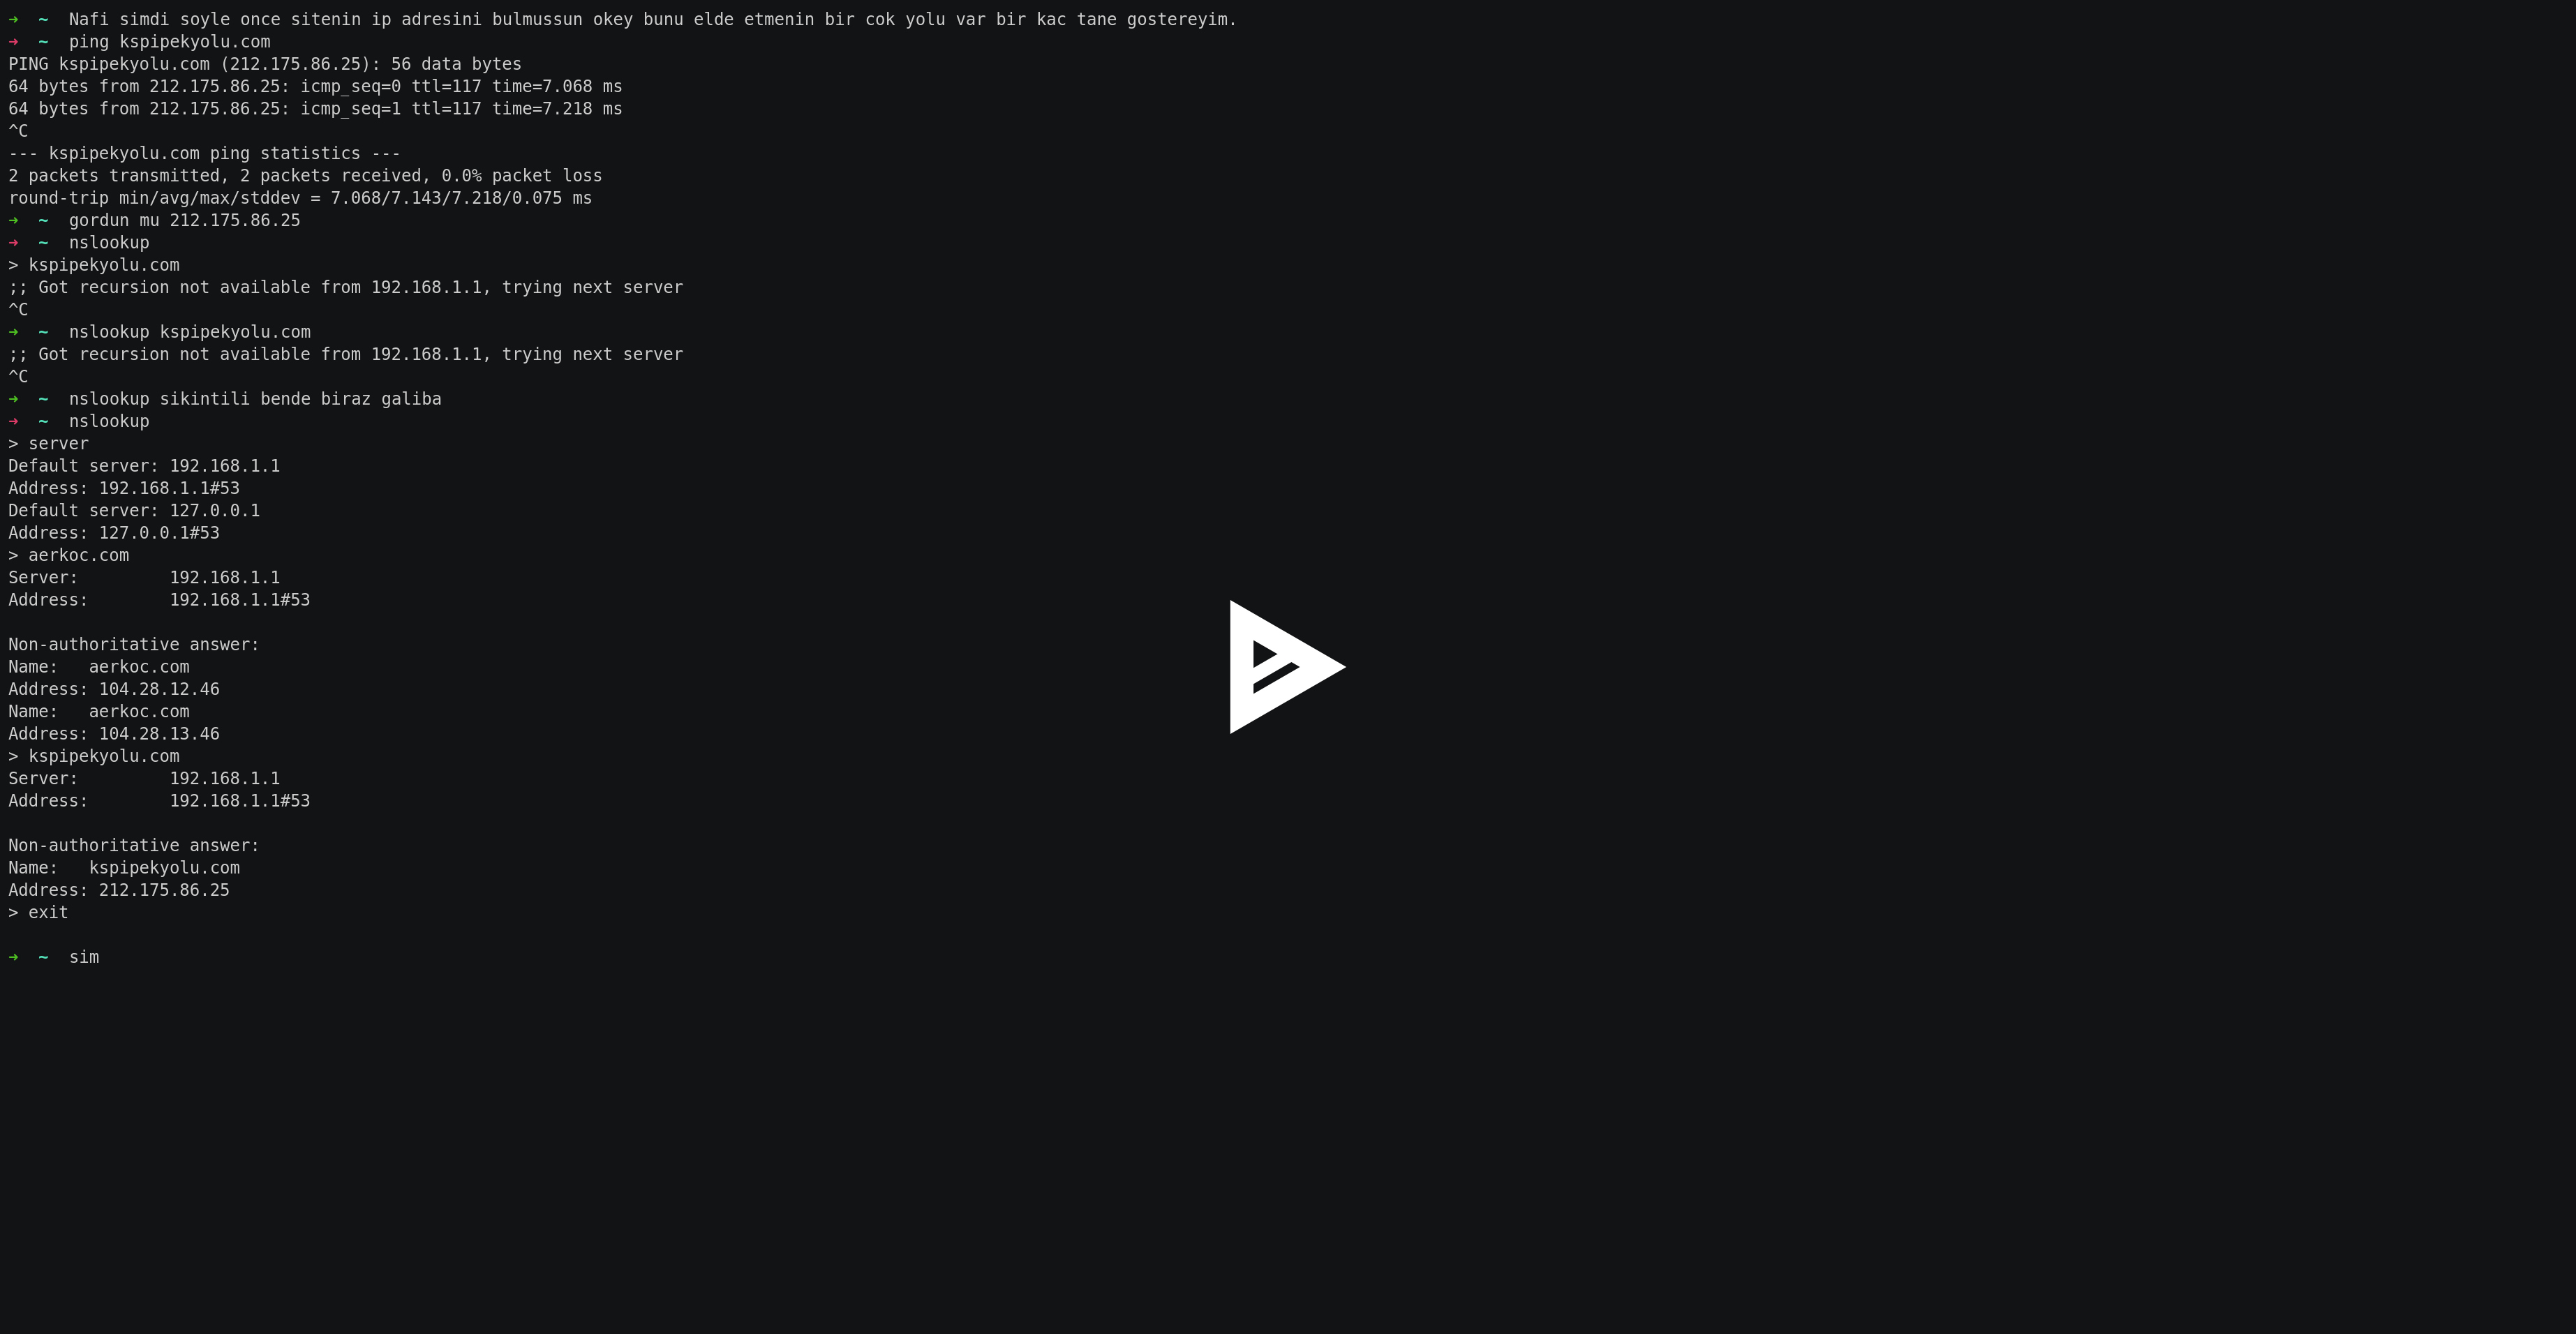 ➜  ~  Nafi simdi soyle once sitenin ip adresini bulmussun okey bunu elde etmenin bir cok yolu var bir kac tane gostereyim.
➜  ~  ping kspipekyolu.com
PING kspipekyolu.com (212.175.86.25): 56 data bytes
64 bytes from 212.175.86.25: icmp_seq=0 ttl=117 time=7.068 ms
64 bytes from 212.175.86.25: icmp_seq=1 ttl=117 time=7.218 ms
^C
--- kspipekyolu.com ping statistics ---
2 packets transmitted, 2 packets received, 0.0% packet loss
round-trip min/avg/max/stddev = 7.068/7.143/7.218/0.075 ms
➜  ~  gordun mu 212.175.86.25
➜  ~  nslookup
> kspipekyolu.com
;; Got recursion not available from 192.168.1.1, trying next server
^C
➜  ~  nslookup kspipekyolu.com
;; Got recursion not available from 192.168.1.1, trying next server
^C
➜  ~  nslookup sikintili bende biraz galiba
➜  ~  nslookup
> server
Default server: 192.168.1.1
Address: 192.168.1.1#53
Default server: 127.0.0.1
Address: 127.0.0.1#53
> aerkoc.com
Server:         192.168.1.1
Address:        192.168.1.1#53

Non-authoritative answer:
Name:   aerkoc.com
Address: 104.28.12.46
Name:   aerkoc.com
Address: 104.28.13.46
> kspipekyolu.com
Server:         192.168.1.1
Address:        192.168.1.1#53

Non-authoritative answer:
Name:   kspipekyolu.com
Address: 212.175.86.25
> exit

➜  ~  sim